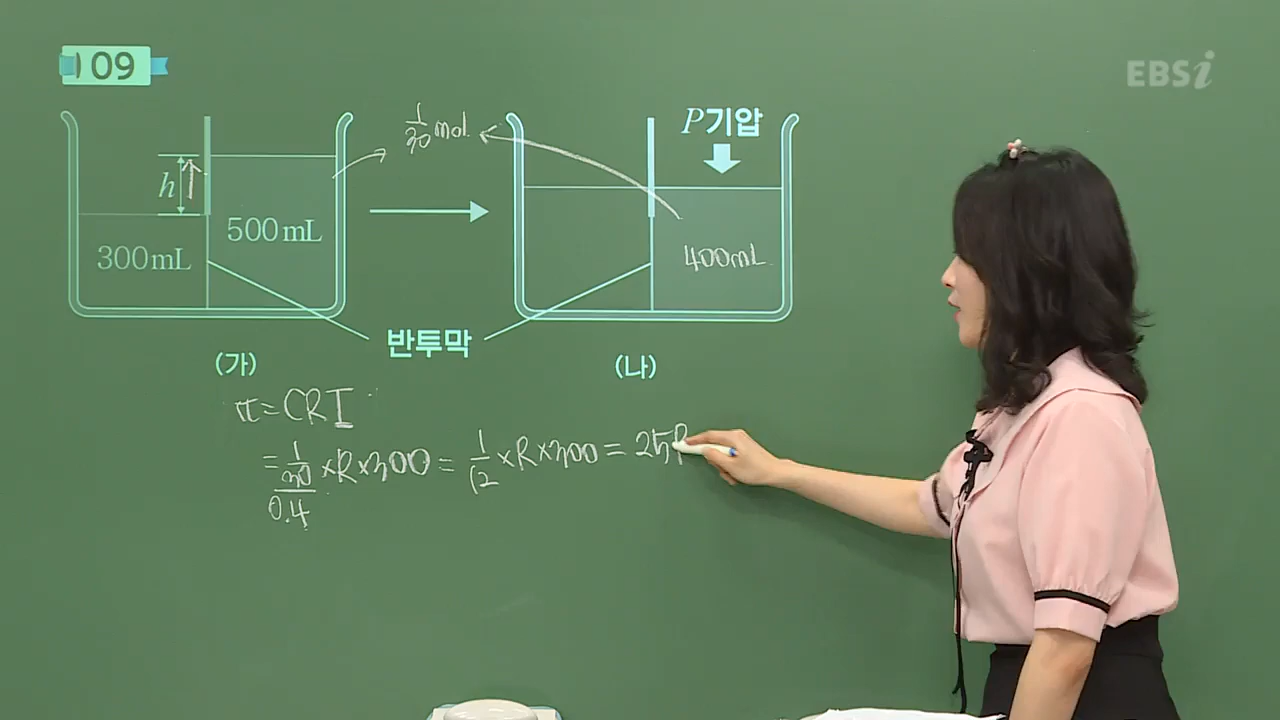 09
EBSi
1/30 mol
P기압
h
500mL
300mL
400mL
반투막
(가)
(나)
π=CRT
= 1/30 / 0.4 ×R×300 = 1/12 ×R×300 = 25R